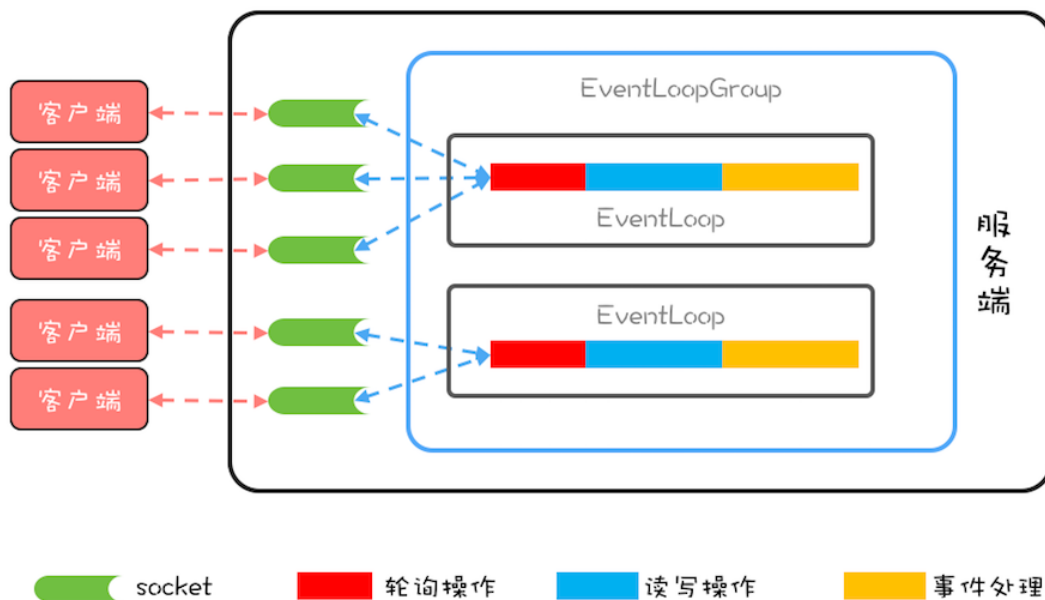 EventLoopGroup
客户端
客户端
客户端
客户端
客户端
EventLoop
EventLoop
服务端
socket
轮询操作
读写操作
事件处理